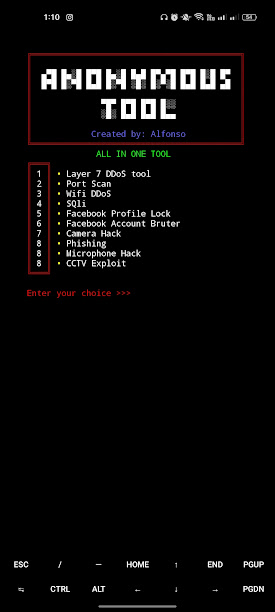 1:10
54
ANONYMOUS
TOOL
Created by: Alfonso
ALL IN ONE TOOL
1 • Layer 7 DDoS tool
2 • Port Scan
3 • Wifi DDoS
4 • SQli
5 • Facebook Profile Lock
6 • Facebook Account Bruter
7 • Camera Hack
8 • Phishing
8 • Microphone Hack
8 • CCTV Exploit
Enter your choice >>>
ESC / — HOME ↑ END PGUP
⇆ CTRL ALT ← ↓ → PGDN